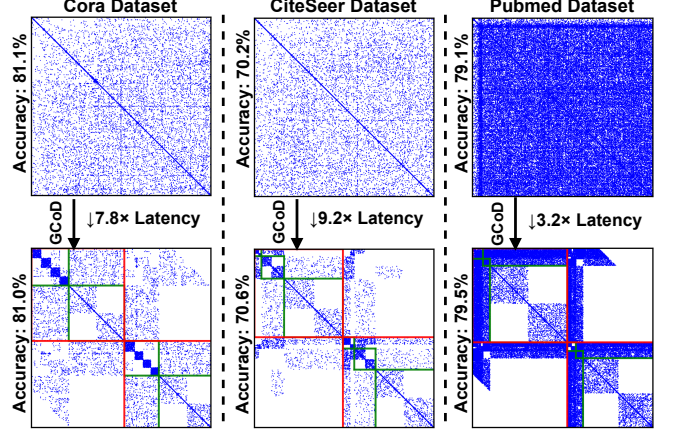 Cora Dataset
CiteSeer Dataset
Pubmed Dataset
Accuracy: 81.1%
Accuracy: 70.2%
Accuracy: 79.1%
GCoD
↓7.8× Latency
GCoD
↓9.2× Latency
GCoD
↓3.2× Latency
Accuracy: 81.0%
Accuracy: 70.6%
Accuracy: 79.5%